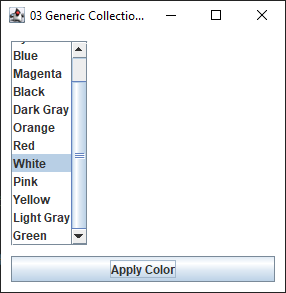 03 Generic Collectio...
Blue
Magenta
Black
Dark Gray
Orange
Red
White
Pink
Yellow
Light Gray
Green
Apply Color